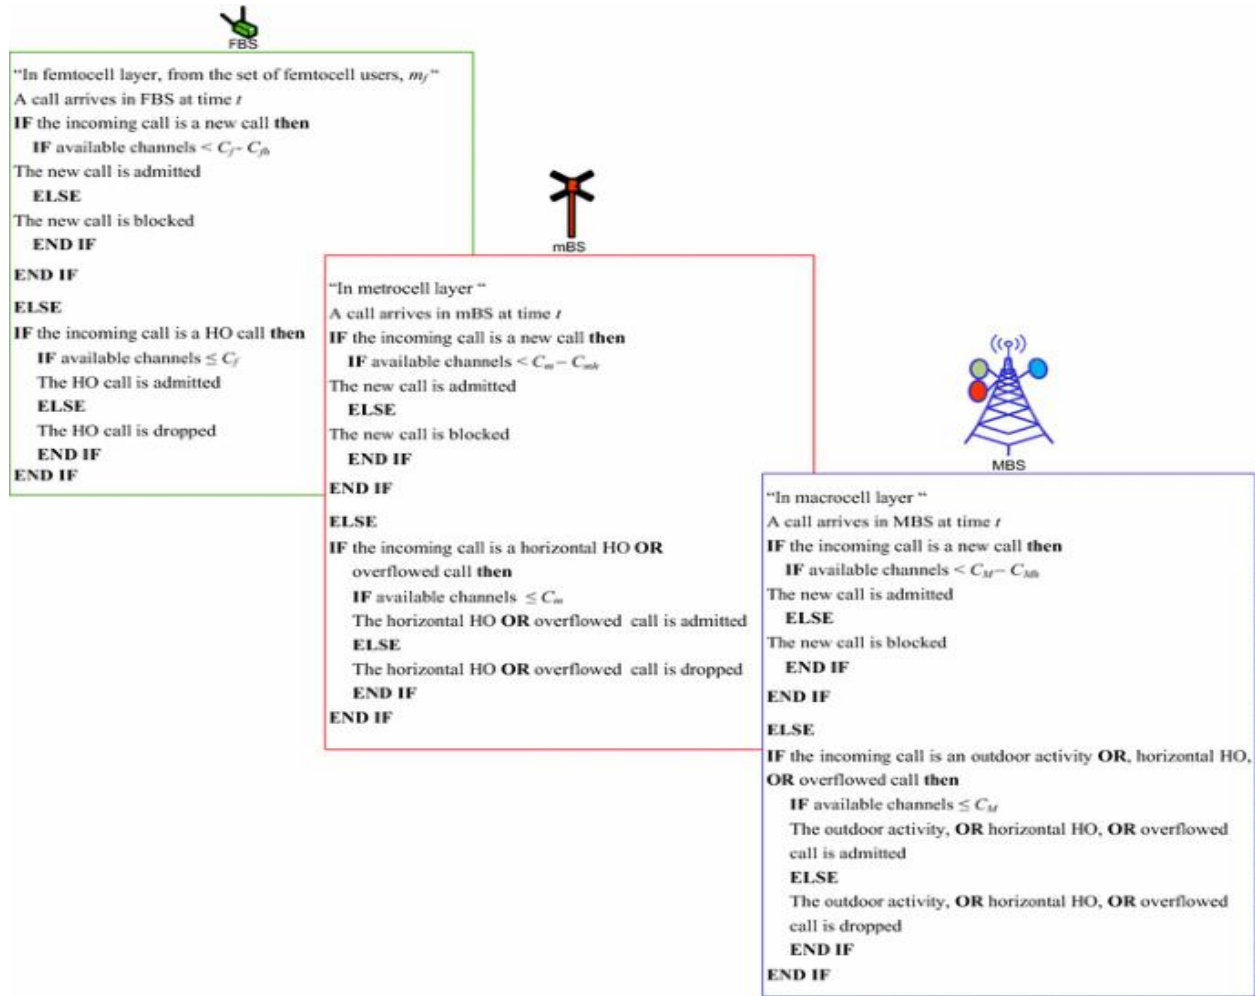 FBS
“In femtocell layer, from the set of femtocell users, mf “
A call arrives in FBS at time t
IF the incoming call is a new call then
IF available channels < Cf - Cfh
The new call is admitted
ELSE
The new call is blocked
END IF
END IF
ELSE
IF the incoming call is a HO call then
IF available channels ≤ Cf
The HO call is admitted
ELSE
The HO call is dropped
END IF
END IF
mBS
“In metrocell layer “
A call arrives in mBS at time t
IF the incoming call is a new call then
IF available channels < Cm – Cmh
The new call is admitted
ELSE
The new call is blocked
END IF
END IF
ELSE
IF the incoming call is a horizontal HO OR
overflowed call then
IF available channels ≤ Cm
The horizontal HO OR overflowed call is admitted
ELSE
The horizontal HO OR overflowed call is dropped
END IF
END IF
MBS
“In macrocell layer “
A call arrives in MBS at time t
IF the incoming call is a new call then
IF available channels < CM – CMh
The new call is admitted
ELSE
The new call is blocked
END IF
END IF
ELSE
IF the incoming call is an outdoor activity OR, horizontal HO,
OR overflowed call then
IF available channels ≤ CM
The outdoor activity, OR horizontal HO, OR overflowed
call is admitted
ELSE
The outdoor activity, OR horizontal HO, OR overflowed
call is dropped
END IF
END IF